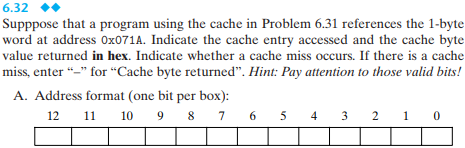 6.32 ◆◆
Supppose that a program using the cache in Problem 6.31 references the 1-byte
word at address 0x071A. Indicate the cache entry accessed and the cache byte
value returned in hex. Indicate whether a cache miss occurs. If there is a cache
miss, enter “–” for “Cache byte returned”. Hint: Pay attention to those valid bits!
A. Address format (one bit per box):
12 11 10 9 8 7 6 5 4 3 2 1 0